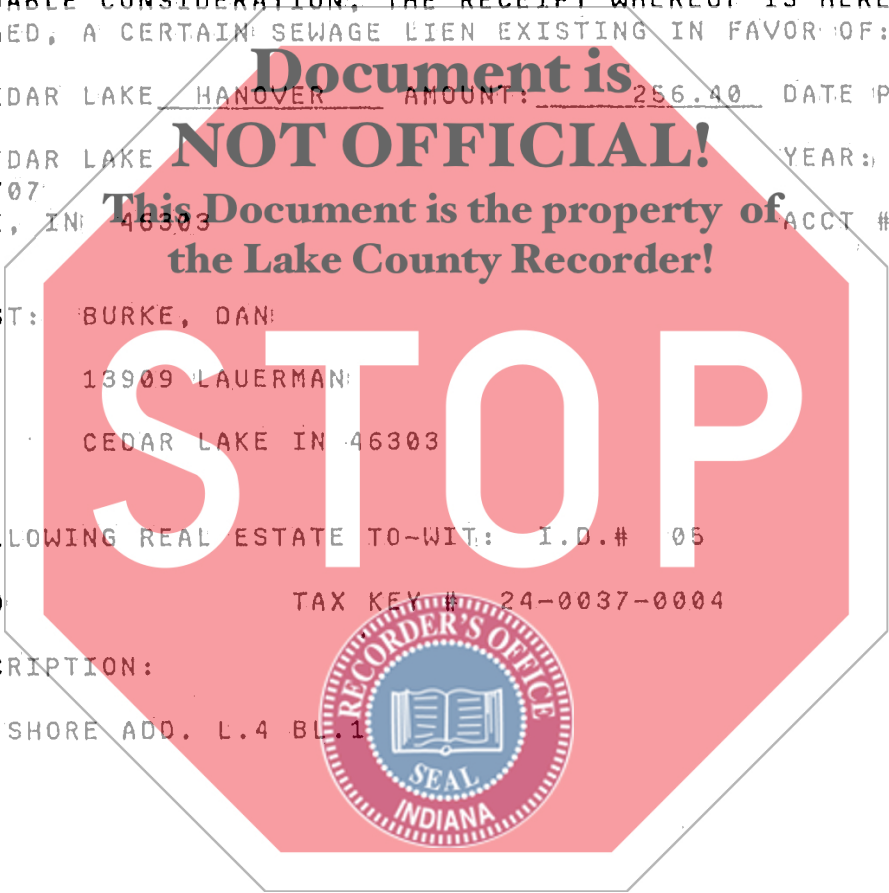 ABLE CONSIDERATION, THE RECEIPT WHEREOF IS HERE
ED, A CERTAIN SEWAGE LIEN EXISTING IN FAVOR OF:
Document is
DAR LAKE HANOVER AMOUNT: 256.40 DATE P
NOT OFFICIAL!
DAR LAKE YEAR:
07
This Document is the property of
, IN 46303 ACCT #
the Lake County Recorder!
ST: BURKE, DAN
13909 LAUERMAN
STOP
CEDAR LAKE IN 46303
LLOWING REAL ESTATE TO-WIT: I.D.# 05
TAX KEY # 24-0037-0004
RECORDER'S OFFICE
CRIPTION:
SHORE ADD. L.4 BL.1
SEAL
INDIANA